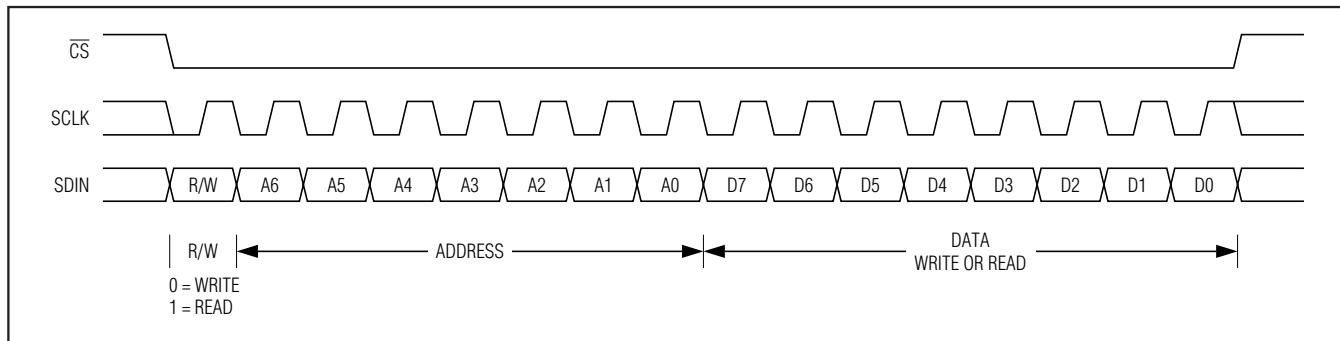 CS
SCLK
SDIN R/W A6 A5 A4 A3 A2 A1 A0 D7 D6 D5 D4 D3 D2 D1 D0
R/W ADDRESS DATA
WRITE OR READ
0 = WRITE
1 = READ